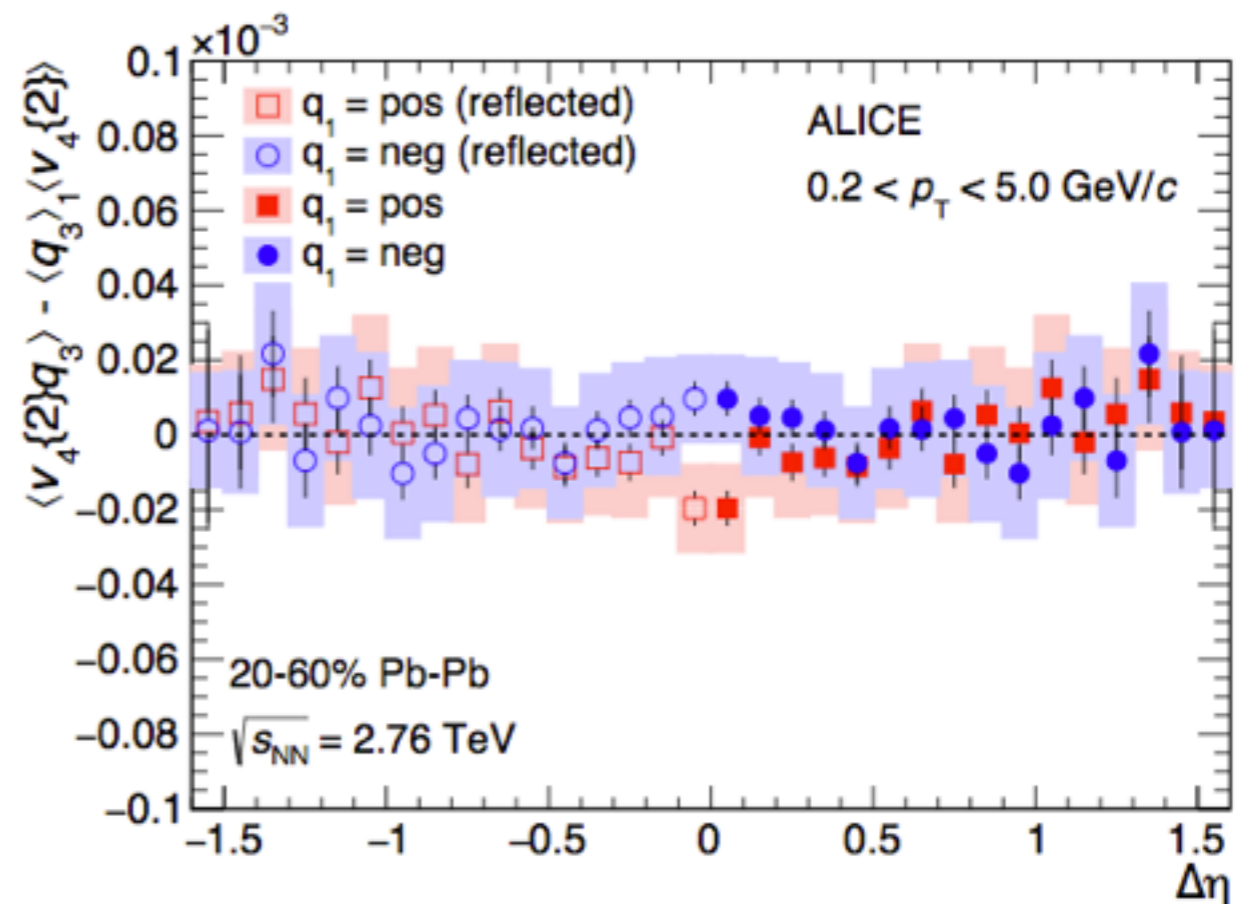 ×10⁻³
⟨v₄{2}q₃⟩ - ⟨q₃⟩₁⟨v₄{2}⟩
0.1
0.08
0.06
0.04
0.02
0
−0.02
−0.04
−0.06
−0.08
−0.1
q₁ = pos (reflected)
q₁ = neg (reflected)
q₁ = pos
q₁ = neg
ALICE
0.2 < p_T < 5.0 GeV/c
20-60% Pb-Pb
√s_NN = 2.76 TeV
−1.5 −1 −0.5 0 0.5 1 1.5
Δη